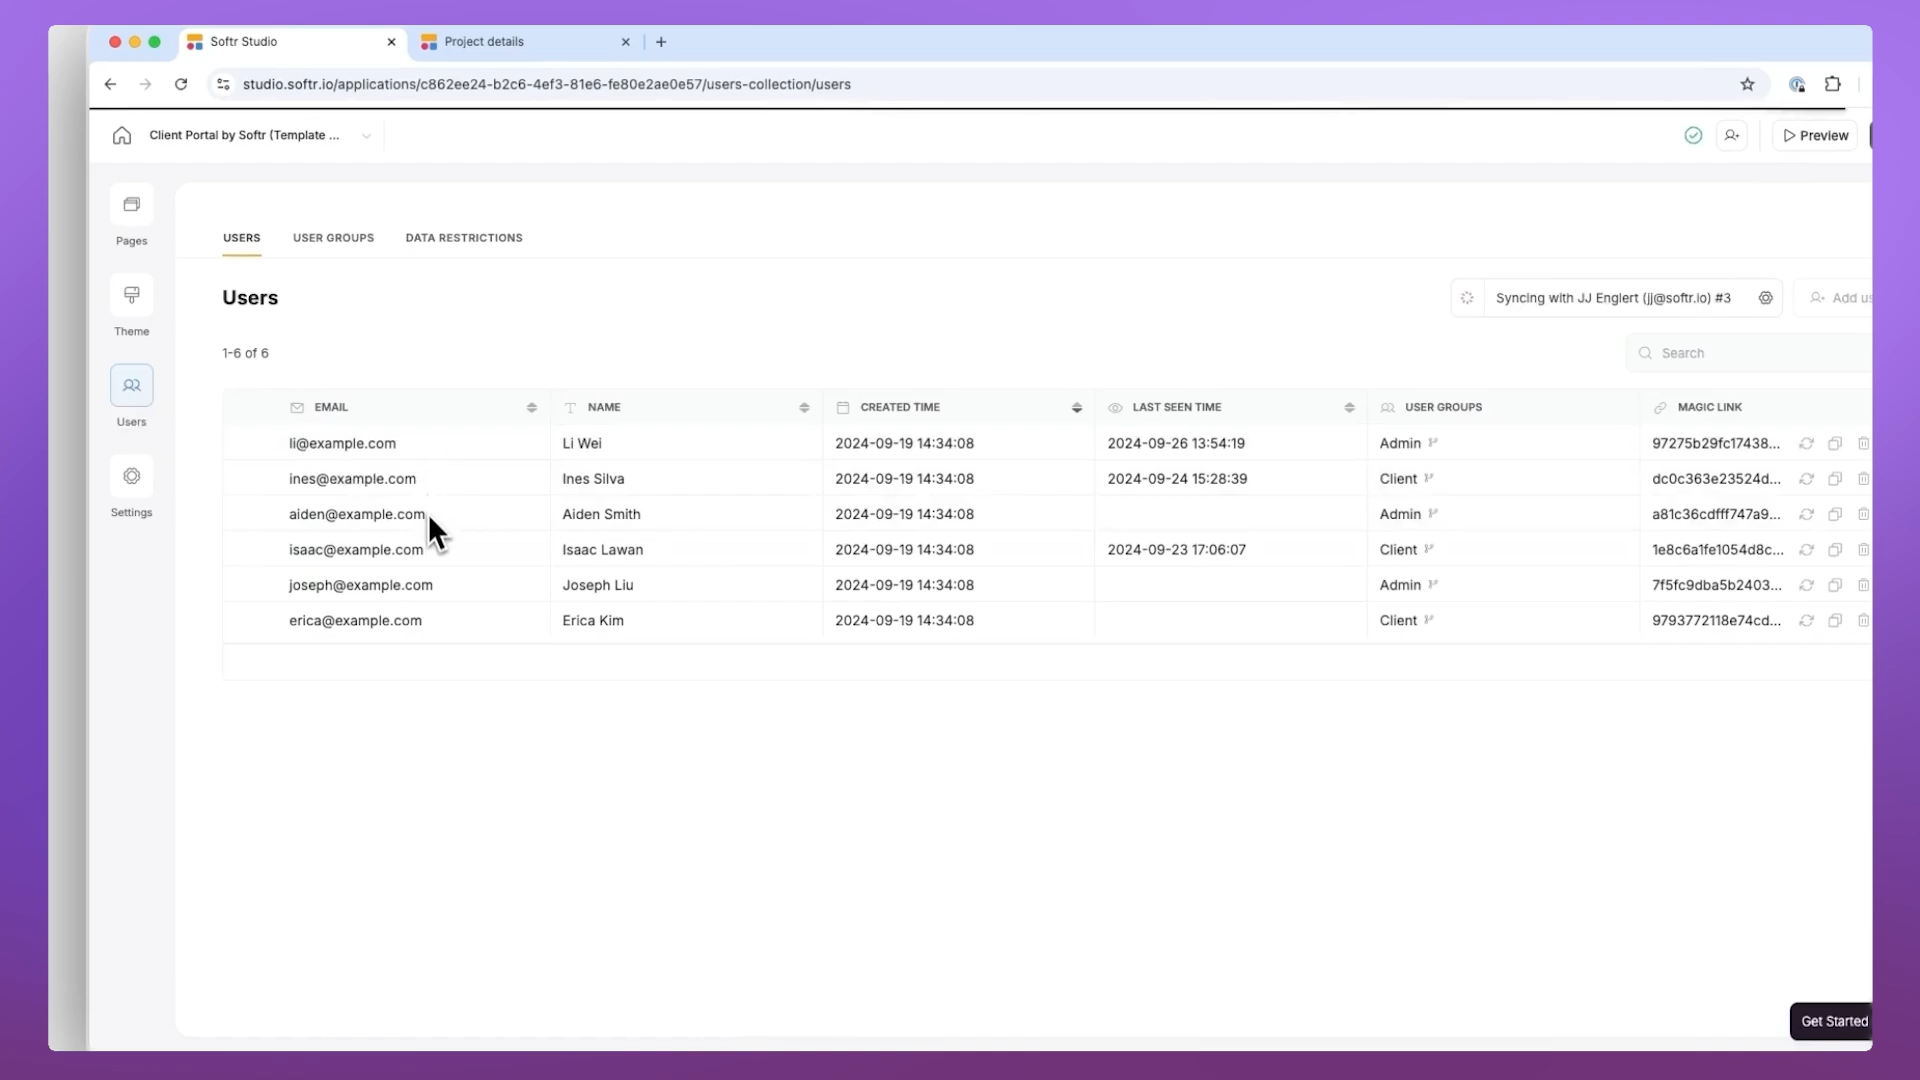 Softr Studio
Project details
studio.softr.io/applications/c862ee24-b2c6-4ef3-81e6-fe80e2ae0e57/users-collection/users
Client Portal by Softr (Template ...
Preview
Pages
Theme
Users
Settings
USERS
USER GROUPS
DATA RESTRICTIONS
Users
Syncing with JJ Englert (jj@softr.io) #3
Add us
1-6 of 6
Search
EMAIL NAME CREATED TIME LAST SEEN TIME USER GROUPS MAGIC LINK
li@example.com Li Wei 2024-09-19 14:34:08 2024-09-26 13:54:19 Admin 97275b29fc17438...
ines@example.com Ines Silva 2024-09-19 14:34:08 2024-09-24 15:28:39 Client dc0c363e23524d...
aiden@example.com Aiden Smith 2024-09-19 14:34:08 Admin a81c36cdfff747a9...
isaac@example.com Isaac Lawan 2024-09-19 14:34:08 2024-09-23 17:06:07 Client 1e8c6a1fe1054d8c...
joseph@example.com Joseph Liu 2024-09-19 14:34:08 Admin 7f5fc9dba5b2403...
erica@example.com Erica Kim 2024-09-19 14:34:08 Client 9793772118e74cd...
Get Started